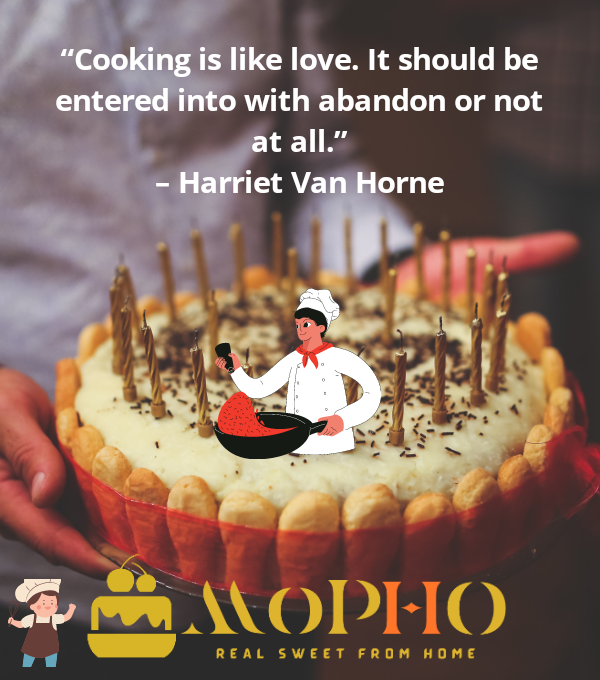 “Cooking is like love. It should be
entered into with abandon or not
at all.”
– Harriet Van Horne
MOPHO
REAL SWEET FROM HOME